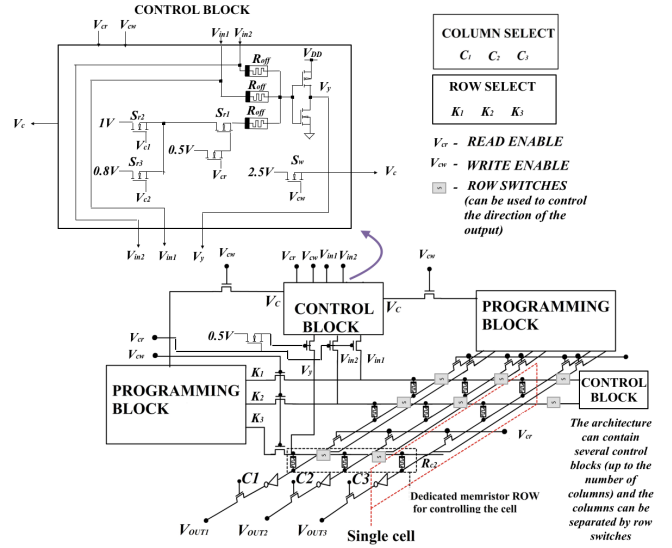 CONTROL BLOCK
Vcr Vcw Vin1 Vin2
Roff VDD
Vy
Roff
Roff
Sr2 Sr1
1V
Vc Vc1
Sr3 0.5V Sw
0.8V Vcr 2.5V Vc
Vc2 Vcw
Vin2 Vin1 Vy
COLUMN SELECT
C1 C2 C3
ROW SELECT
K1 K2 K3
Vcr - READ ENABLE
Vcw - WRITE ENABLE
- ROW SWITCHES
(can be used to control
the direction of the
output)
Vcw Vcr Vcw Vin1 Vin2 Vcw
VC CONTROL
BLOCK VC
PROGRAMMING
BLOCK
0.5V
Vcr
Vcw
Vy Vin2 Vin1
PROGRAMMING
BLOCK
K1
K2
K3
CONTROL
BLOCK
Vcr
Rc2
C1 C2 C3
VOUT1 VOUT2 VOUT3
Dedicated memristor ROW
for controlling the cell
Single cell
The architecture
can contain
several control
blocks (up to the
number of
columns) and the
columns can be
separated by row
switches